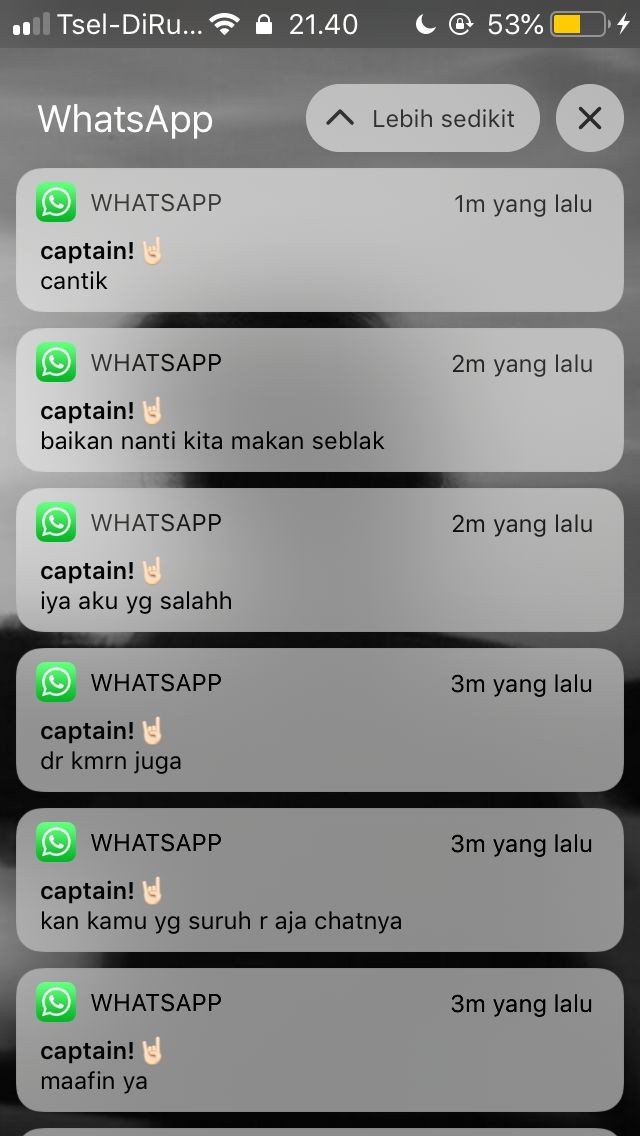 Tsel-DiRu... 21.40 53%
WhatsApp Lebih sedikit
WHATSAPP 1m yang lalu
captain!🤘🏻
cantik
WHATSAPP 2m yang lalu
captain!🤘🏻
baikan nanti kita makan seblak
WHATSAPP 2m yang lalu
captain!🤘🏻
iya aku yg salahh
WHATSAPP 3m yang lalu
captain!🤘🏻
dr kmrn juga
WHATSAPP 3m yang lalu
captain!🤘🏻
kan kamu yg suruh r aja chatnya
WHATSAPP 3m yang lalu
captain!🤘🏻
maafin ya